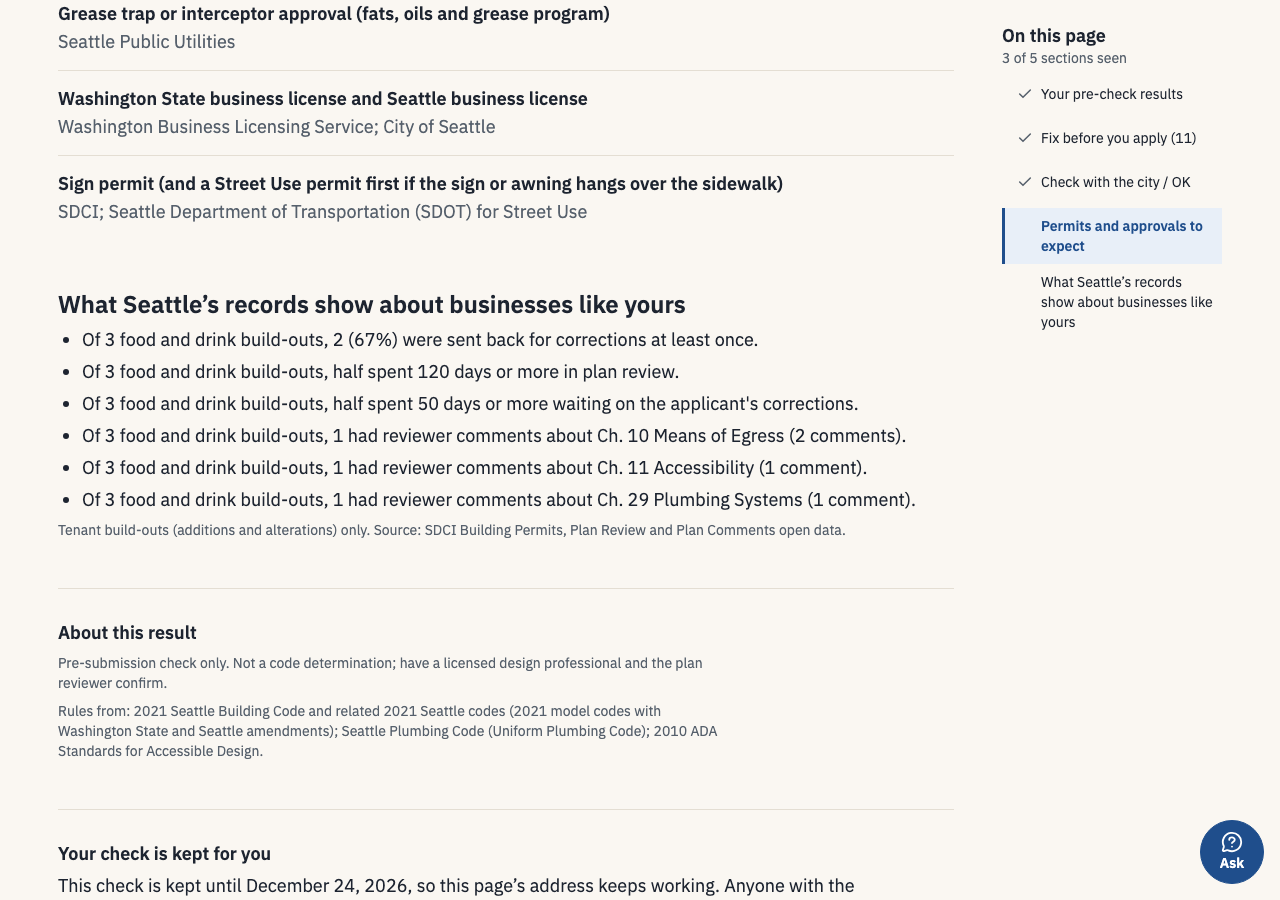 Grease trap or interceptor approval (fats, oils and grease program)
Seattle Public Utilities
Washington State business license and Seattle business license
Washington Business Licensing Service; City of Seattle
Sign permit (and a Street Use permit first if the sign or awning hangs over the sidewalk)
SDCI; Seattle Department of Transportation (SDOT) for Street Use
What Seattle’s records show about businesses like yours
• Of 3 food and drink build-outs, 2 (67%) were sent back for corrections at least once.
• Of 3 food and drink build-outs, half spent 120 days or more in plan review.
• Of 3 food and drink build-outs, half spent 50 days or more waiting on the applicant's corrections.
• Of 3 food and drink build-outs, 1 had reviewer comments about Ch. 10 Means of Egress (2 comments).
• Of 3 food and drink build-outs, 1 had reviewer comments about Ch. 11 Accessibility (1 comment).
• Of 3 food and drink build-outs, 1 had reviewer comments about Ch. 29 Plumbing Systems (1 comment).
Tenant build-outs (additions and alterations) only. Source: SDCI Building Permits, Plan Review and Plan Comments open data.
About this result
Pre-submission check only. Not a code determination; have a licensed design professional and the plan
reviewer confirm.
Rules from: 2021 Seattle Building Code and related 2021 Seattle codes (2021 model codes with
Washington State and Seattle amendments); Seattle Plumbing Code (Uniform Plumbing Code); 2010 ADA
Standards for Accessible Design.
Your check is kept for you
This check is kept until December 24, 2026, so this page’s address keeps working. Anyone with the
On this page
3 of 5 sections seen
Your pre-check results
Fix before you apply (11)
Check with the city / OK
Permits and approvals to
expect
What Seattle’s records
show about businesses like
yours
Ask